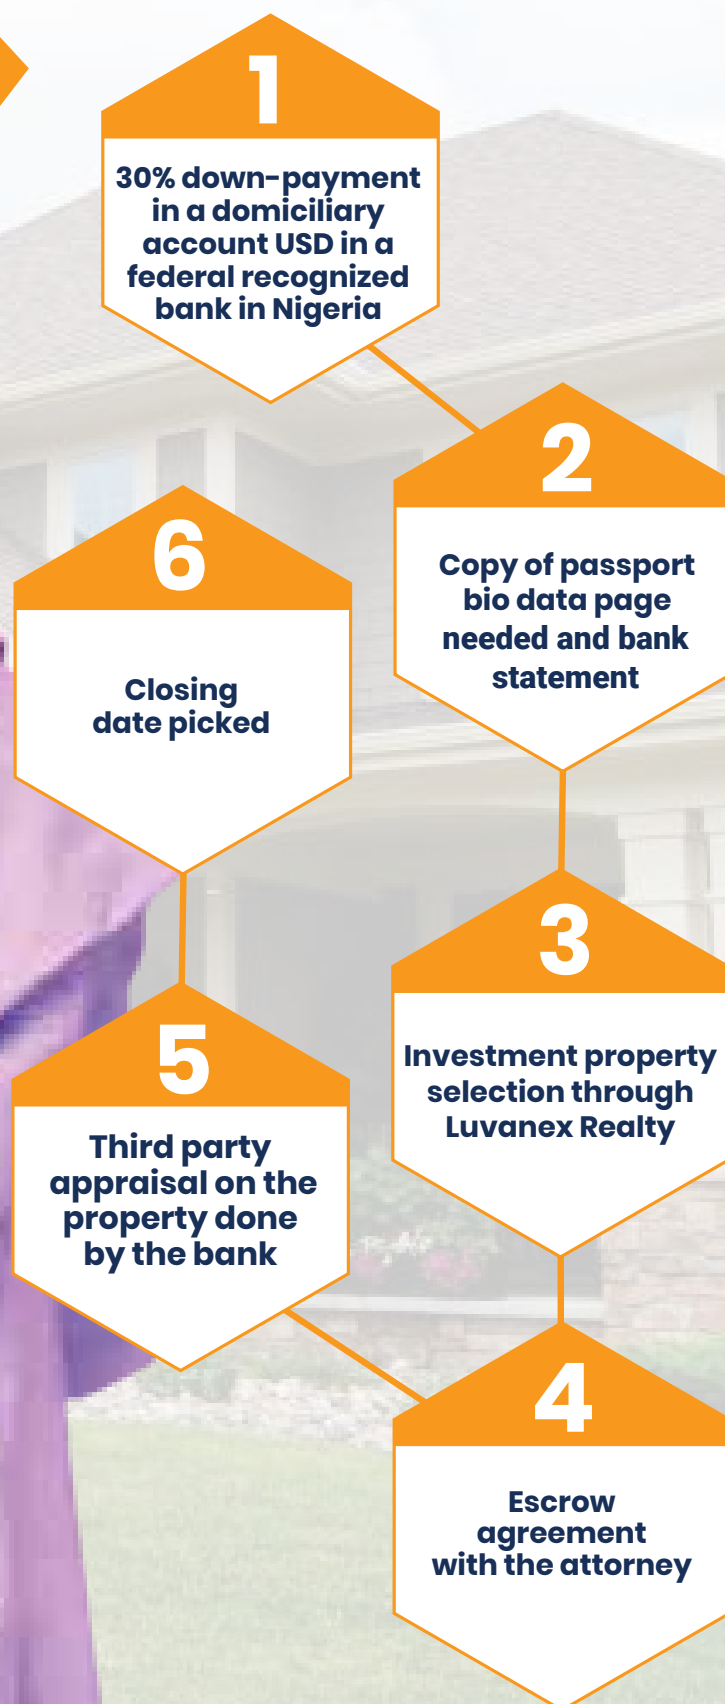 1
30% down-payment
in a domiciliary
account USD in a
federal recognized
bank in Nigeria
2
Copy of passport
bio data page
needed and bank
statement
3
Investment property
selection through
Luvanex Realty
4
Escrow
agreement
with the attorney
5
Third party
appraisal on the
property done
by the bank
6
Closing
date picked